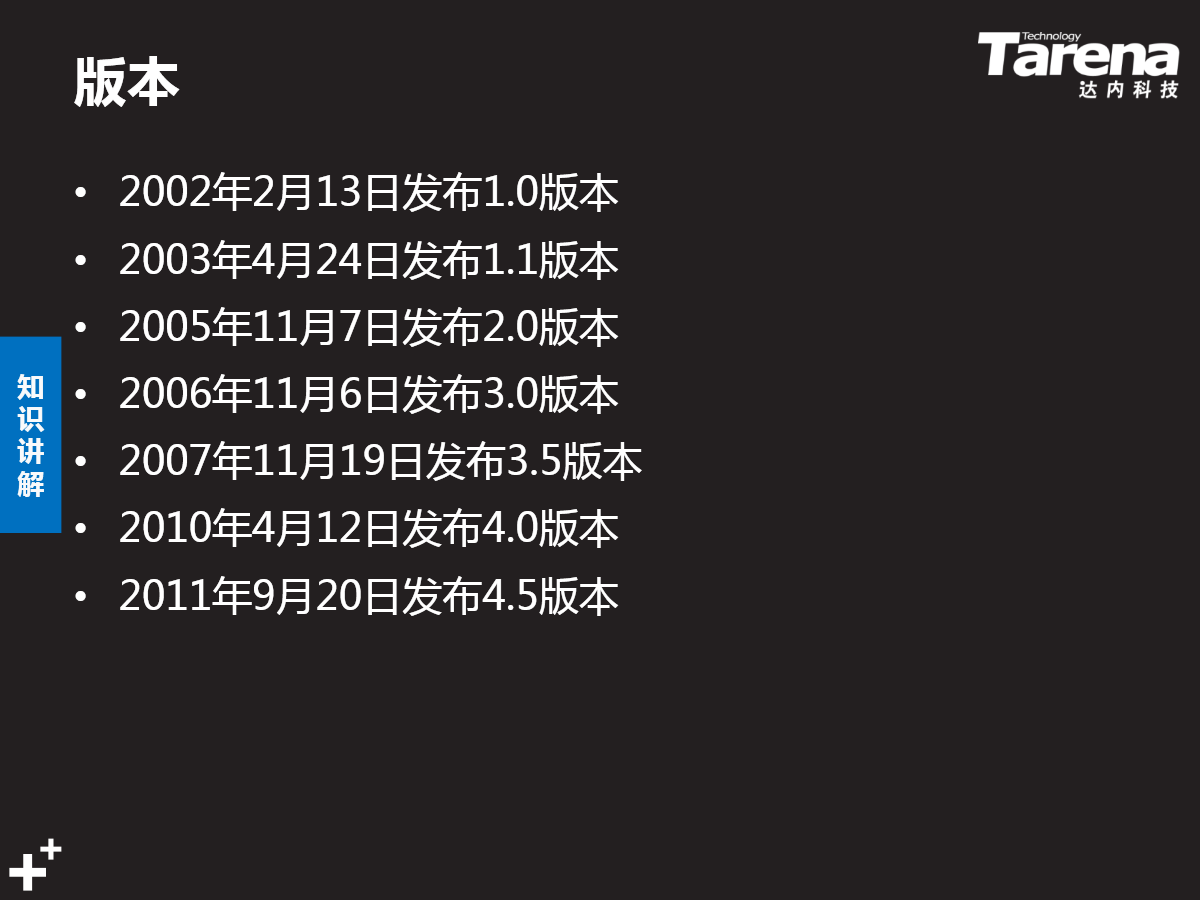 版本
Technology
Tarena
达内科技
• 2002年2月13日发布1.0版本
• 2003年4月24日发布1.1版本
• 2005年11月7日发布2.0版本
• 2006年11月6日发布3.0版本
• 2007年11月19日发布3.5版本
• 2010年4月12日发布4.0版本
• 2011年9月20日发布4.5版本
知识讲解